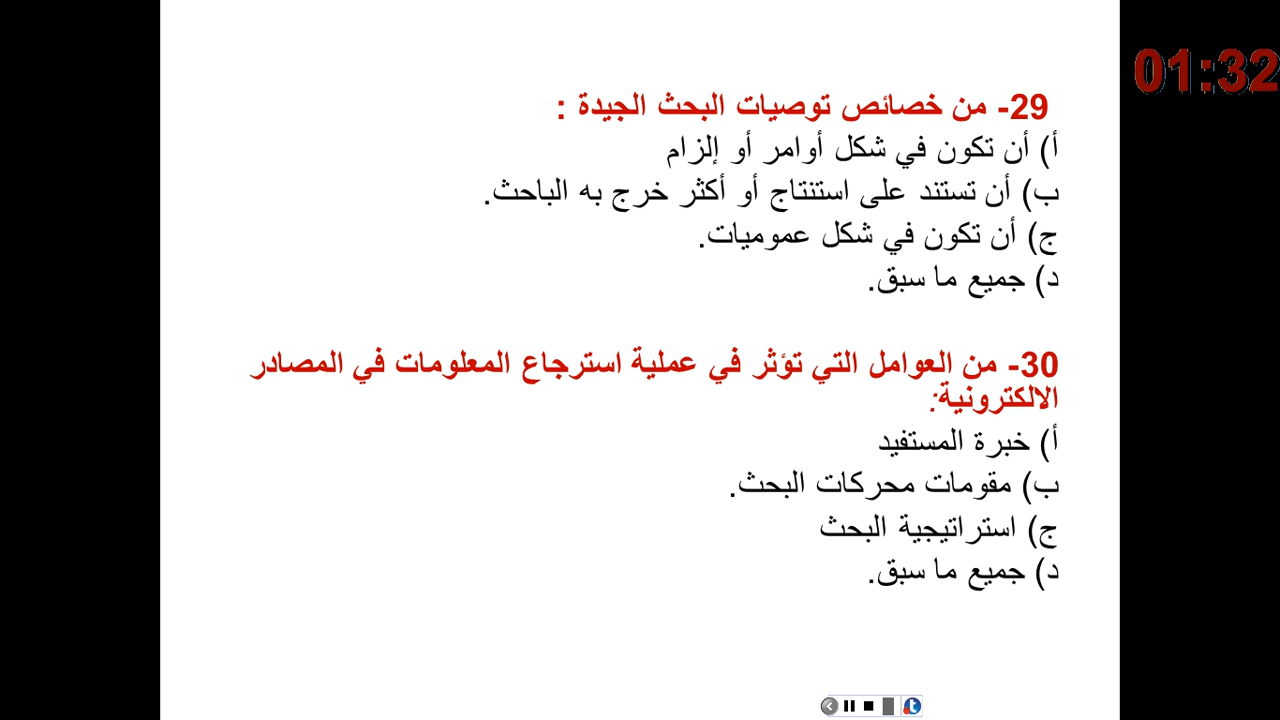 01:32
29- من خصائص توصيات البحث الجيدة :
أ) أن تكون في شكل أوامر أو إلزام
ب) أن تستند على استنتاج أو أكثر خرج به الباحث.
ج) أن تكون في شكل عموميات.
د) جميع ما سبق.
30- من العوامل التي تؤثر في عملية استرجاع المعلومات في المصادر
الالكترونية:
أ) خبرة المستفيد
ب) مقومات محركات البحث.
ج) استراتيجية البحث
د) جميع ما سبق.